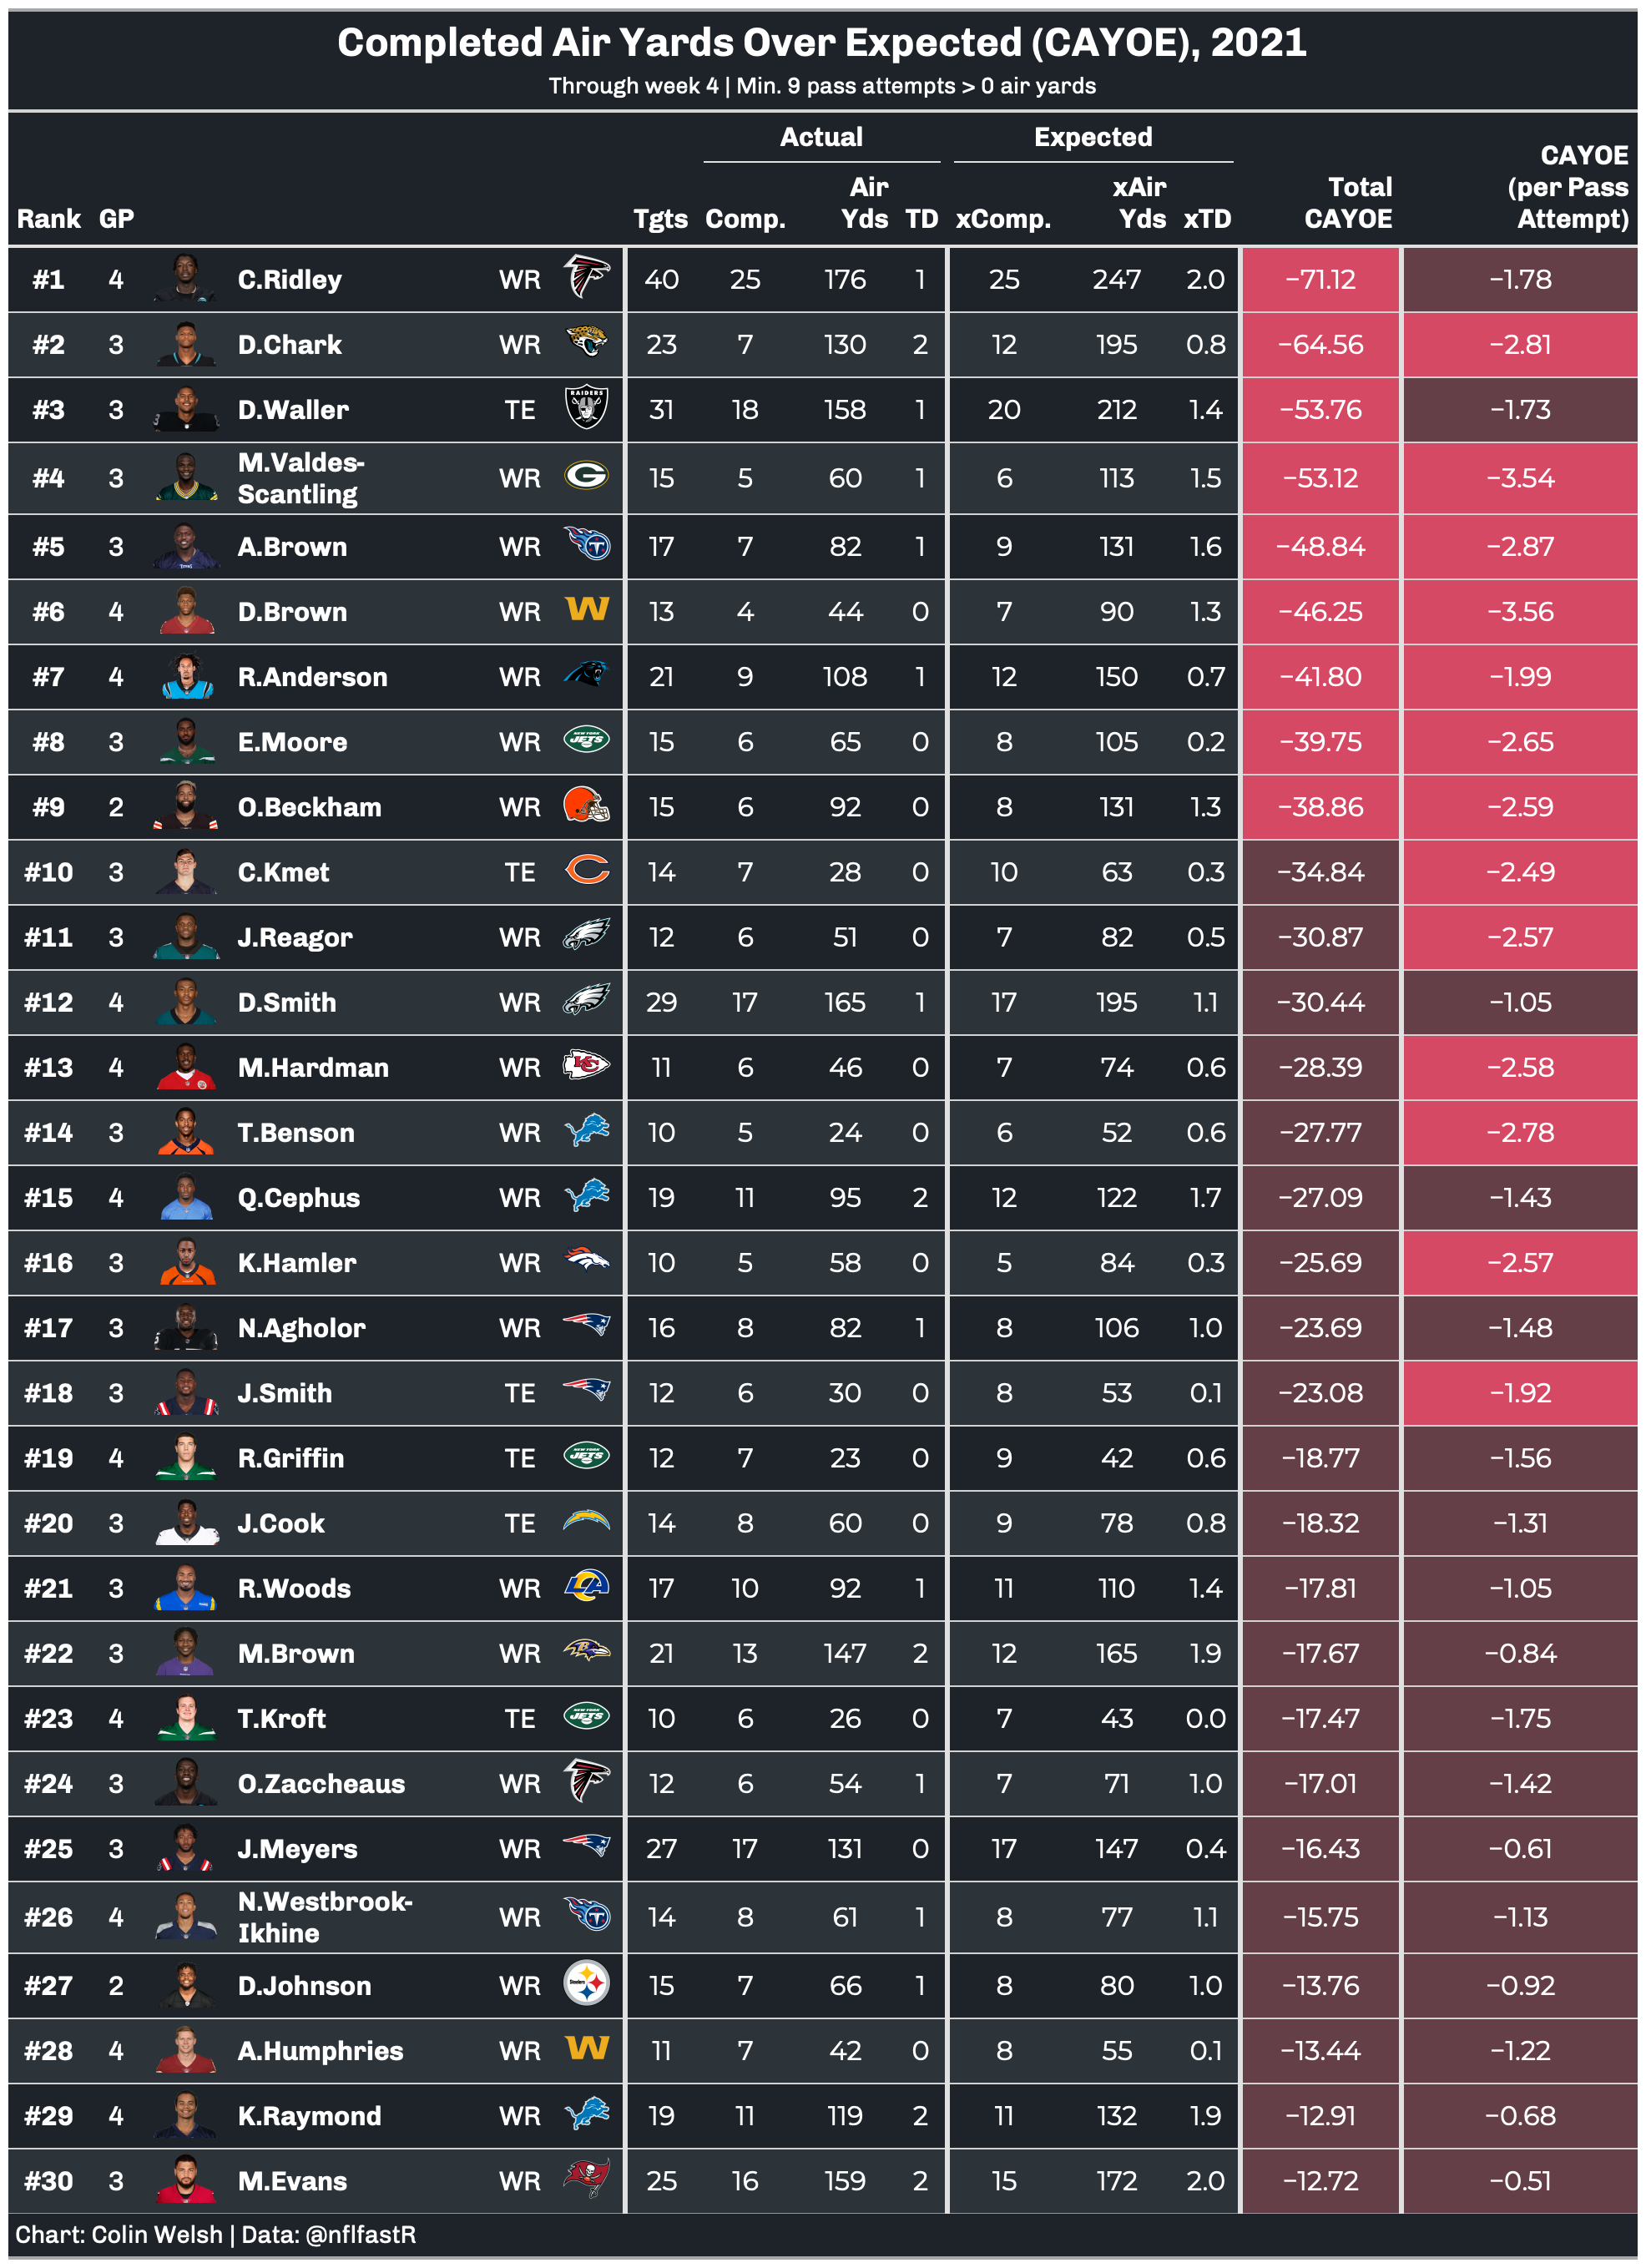 Completed Air Yards Over Expected (CAYOE), 2021
Through week 4 | Min. 9 pass attempts > 0 air yards
Actual Expected
Rank GP Tgts Comp. Air Yds TD xComp. xAir Yds xTD Total CAYOE CAYOE (per Pass Attempt)
#1 4 C.Ridley WR 40 25 176 1 25 247 2.0 −71.12 −1.78
#2 3 D.Chark WR 23 7 130 2 12 195 0.8 −64.56 −2.81
#3 3 D.Waller TE RAIDERS 31 18 158 1 20 212 1.4 −53.76 −1.73
#4 3 M.Valdes-Scantling WR G 15 5 60 1 6 113 1.5 −53.12 −3.54
#5 3 A.Brown WR T 17 7 82 1 9 131 1.6 −48.84 −2.87
#6 4 D.Brown WR W 13 4 44 0 7 90 1.3 −46.25 −3.56
#7 4 R.Anderson WR 21 9 108 1 12 150 0.7 −41.80 −1.99
#8 3 E.Moore WR NEW YORK JETS 15 6 65 0 8 105 0.2 −39.75 −2.65
#9 2 O.Beckham WR 15 6 92 0 8 131 1.3 −38.86 −2.59
#10 3 C.Kmet TE C 14 7 28 0 10 63 0.3 −34.84 −2.49
#11 3 J.Reagor WR 12 6 51 0 7 82 0.5 −30.87 −2.57
#12 4 D.Smith WR 29 17 165 1 17 195 1.1 −30.44 −1.05
#13 4 M.Hardman WR KC 11 6 46 0 7 74 0.6 −28.39 −2.58
#14 3 T.Benson WR 10 5 24 0 6 52 0.6 −27.77 −2.78
#15 4 Q.Cephus WR 19 11 95 2 12 122 1.7 −27.09 −1.43
#16 3 K.Hamler WR 10 5 58 0 5 84 0.3 −25.69 −2.57
#17 3 N.Agholor WR 16 8 82 1 8 106 1.0 −23.69 −1.48
#18 3 J.Smith TE 12 6 30 0 8 53 0.1 −23.08 −1.92
#19 4 R.Griffin TE NEW YORK JETS 12 7 23 0 9 42 0.6 −18.77 −1.56
#20 3 J.Cook TE 14 8 60 0 9 78 0.8 −18.32 −1.31
#21 3 R.Woods WR LA 17 10 92 1 11 110 1.4 −17.81 −1.05
#22 3 M.Brown WR B 21 13 147 2 12 165 1.9 −17.67 −0.84
#23 4 T.Kroft TE NEW YORK JETS 10 6 26 0 7 43 0.0 −17.47 −1.75
#24 3 O.Zaccheaus WR 12 6 54 1 7 71 1.0 −17.01 −1.42
#25 3 J.Meyers WR 27 17 131 0 17 147 0.4 −16.43 −0.61
#26 4 N.Westbrook-Ikhine WR T 14 8 61 1 8 77 1.1 −15.75 −1.13
#27 2 D.Johnson WR Steelers 15 7 66 1 8 80 1.0 −13.76 −0.92
#28 4 A.Humphries WR W 11 7 42 0 8 55 0.1 −13.44 −1.22
#29 4 K.Raymond WR 19 11 119 2 11 132 1.9 −12.91 −0.68
#30 3 M.Evans WR 25 16 159 2 15 172 2.0 −12.72 −0.51
Chart: Colin Welsh | Data: @nflfastR